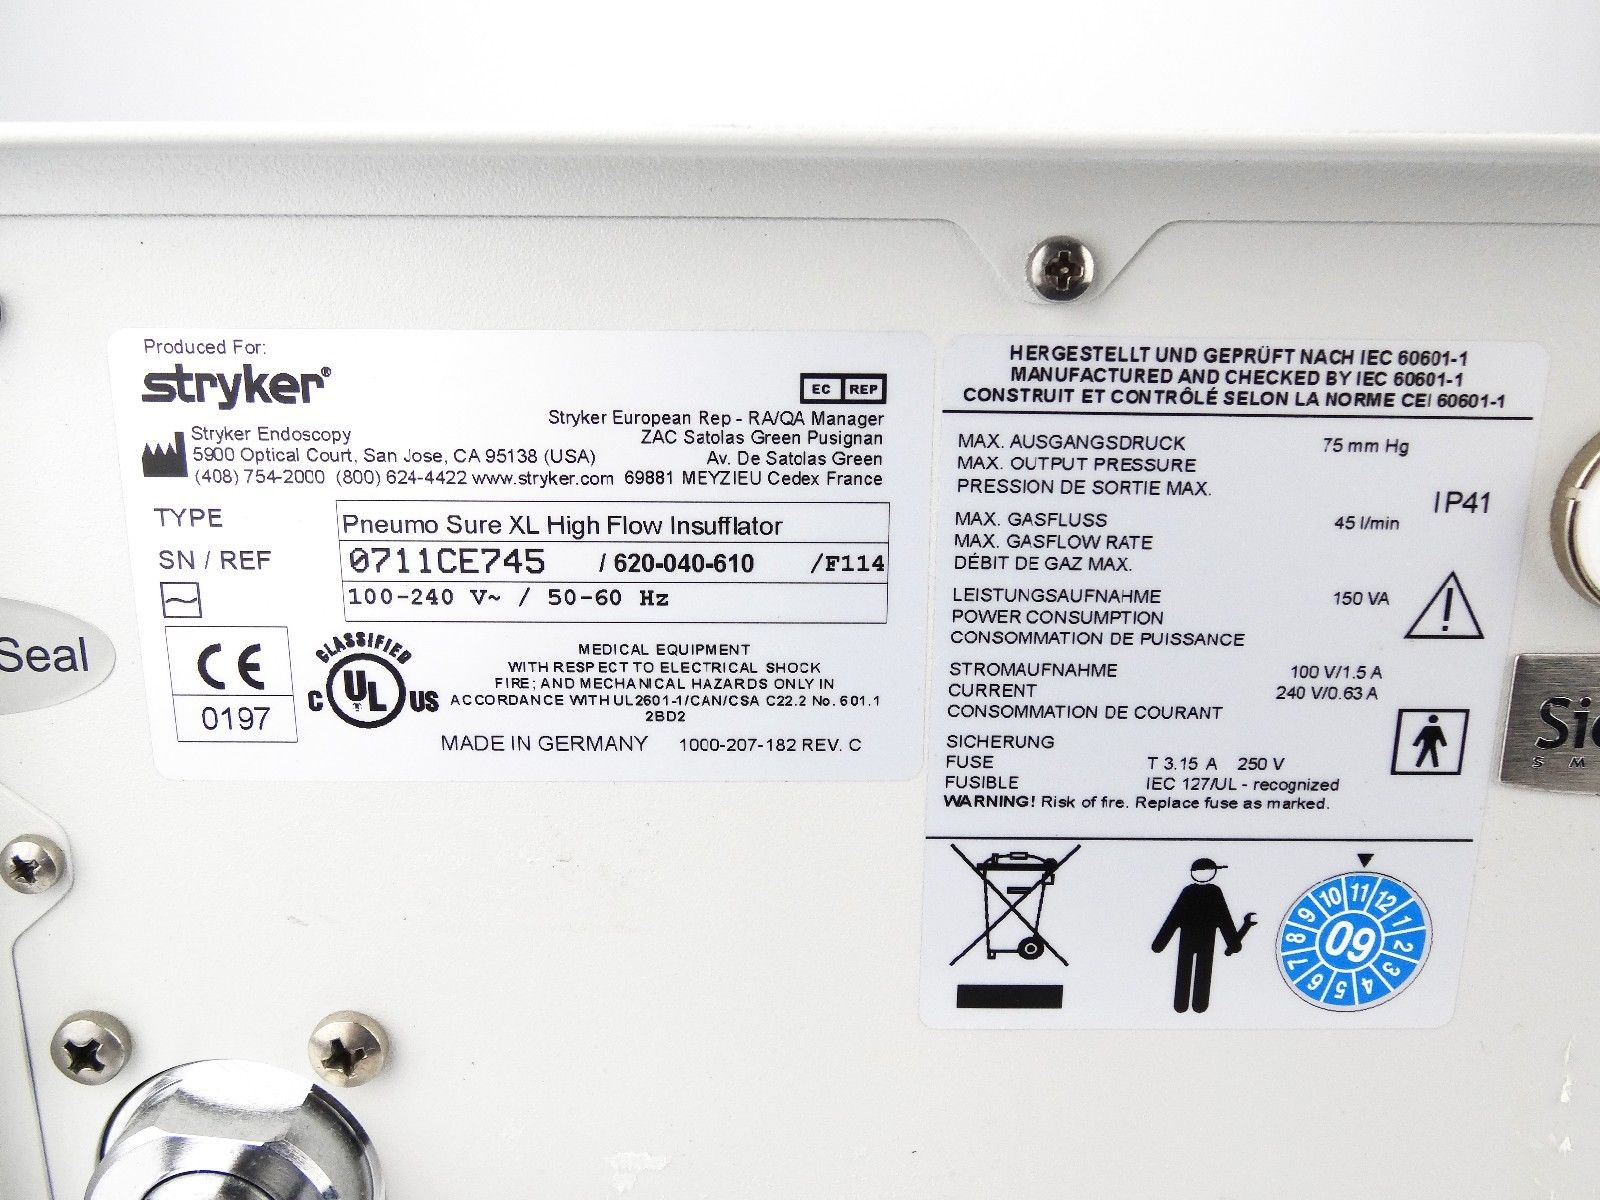 Produced For:
stryker®
EC REP
Stryker European Rep - RA/QA Manager
ZAC Satolas Green Pusignan
Av. De Satolas Green
69881 MEYZIEU Cedex France
Stryker Endoscopy
5900 Optical Court, San Jose, CA 95138 (USA)
(408) 754-2000 (800) 624-4422 www.stryker.com
TYPE Pneumo Sure XL High Flow Insufflator
SN / REF 0711CE745 / 620-040-610 /F114
100-240 V~ / 50-60 Hz
CE
0197
CLASSIFIED
C UL US
MEDICAL EQUIPMENT
WITH RESPECT TO ELECTRICAL SHOCK
FIRE; AND MECHANICAL HAZARDS ONLY IN
ACCORDANCE WITH UL2601-1/CAN/CSA C22.2 No. 601.1
2BD2
MADE IN GERMANY 1000-207-182 REV. C
Seal
HERGESTELLT UND GEPRÜFT NACH IEC 60601-1
MANUFACTURED AND CHECKED BY IEC 60601-1
CONSTRUIT ET CONTRÔLÉ SELON LA NORME CEI 60601-1
MAX. AUSGANGSDRUCK 75 mm Hg
MAX. OUTPUT PRESSURE
PRESSION DE SORTIE MAX.
IP41
MAX. GASFLUSS 45 l/min
MAX. GASFLOW RATE
DÉBIT DE GAZ MAX.
LEISTUNGSAUFNAHME 150 VA
POWER CONSUMPTION
CONSOMMATION DE PUISSANCE
STROMAUFNAHME 100 V/1.5 A
CURRENT 240 V/0.63 A
CONSOMMATION DE COURANT
SICHERUNG
FUSE T 3.15 A 250 V
FUSIBLE IEC 127/UL - recognized
WARNING! Risk of fire. Replace fuse as marked.
09
1 2 3 4 5 6 7 8 9 10 11 12